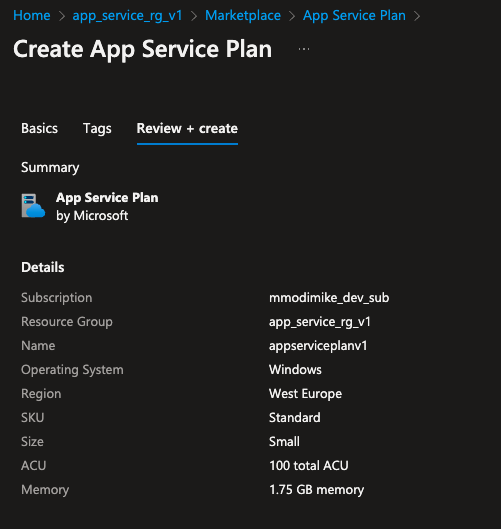 Home > app_service_rg_v1 > Marketplace > App Service Plan >
Create App Service Plan ...
Basics Tags Review + create
Summary
App Service Plan
by Microsoft
Details
Subscription mmodimike_dev_sub
Resource Group app_service_rg_v1
Name appserviceplanv1
Operating System Windows
Region West Europe
SKU Standard
Size Small
ACU 100 total ACU
Memory 1.75 GB memory